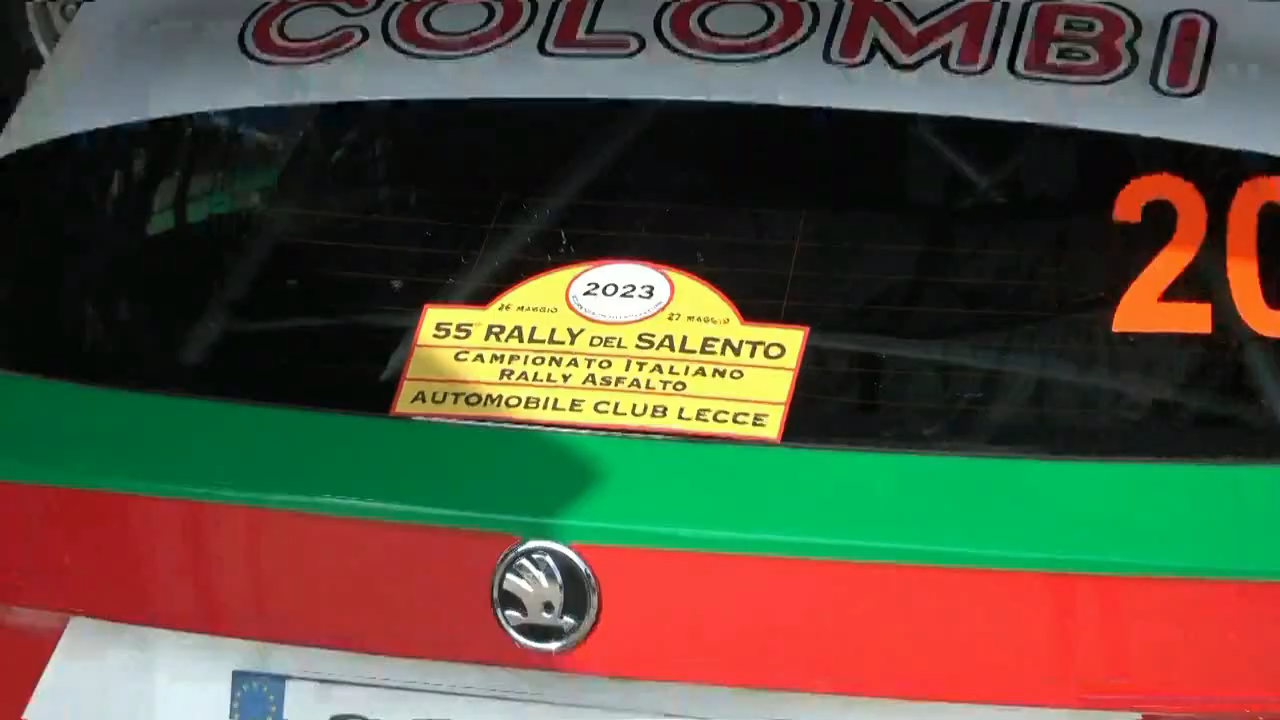 COLOMBI
20
2023
26 MAGGIO
27 MAGGIO
55° RALLY DEL SALENTO
CAMPIONATO ITALIANO
RALLY ASFALTO
AUTOMOBILE CLUB LECCE